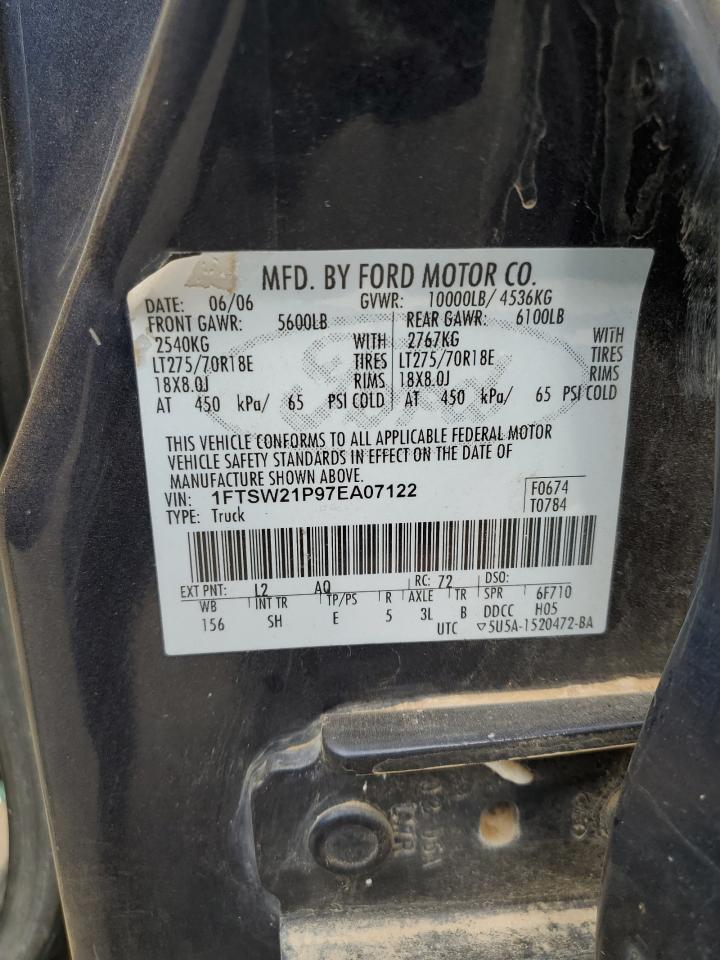 MFD. BY FORD MOTOR CO.
DATE: 06/06 GVWR: 10000LB/ 4536KG
FRONT GAWR: 5600LB REAR GAWR: 6100LB
2540KG WITH 2767KG WITH
LT275/70R18E TIRES LT275/70R18E TIRES
18X8.0J RIMS 18X8.0J RIMS
AT 450 kPa/ 65 PSI COLD AT 450 kPa/ 65 PSI COLD
THIS VEHICLE CONFORMS TO ALL APPLICABLE FEDERAL MOTOR
VEHICLE SAFETY STANDARDS IN EFFECT ON THE DATE OF
MANUFACTURE SHOWN ABOVE.
VIN: 1FTSW21P97EA07122 F0674
TYPE: Truck T0784
EXT PNT: L2 AQ RC: 72 DSO:
WB INT TR TP/PS R AXLE TR SPR 6F710
156 SH E 5 3L B DDCC H05
UTC ▽5U5A-1520472-BA